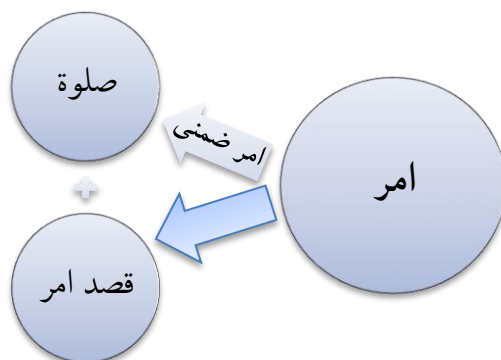 امر
امر ضمنی
صلوة
+
قصد امر